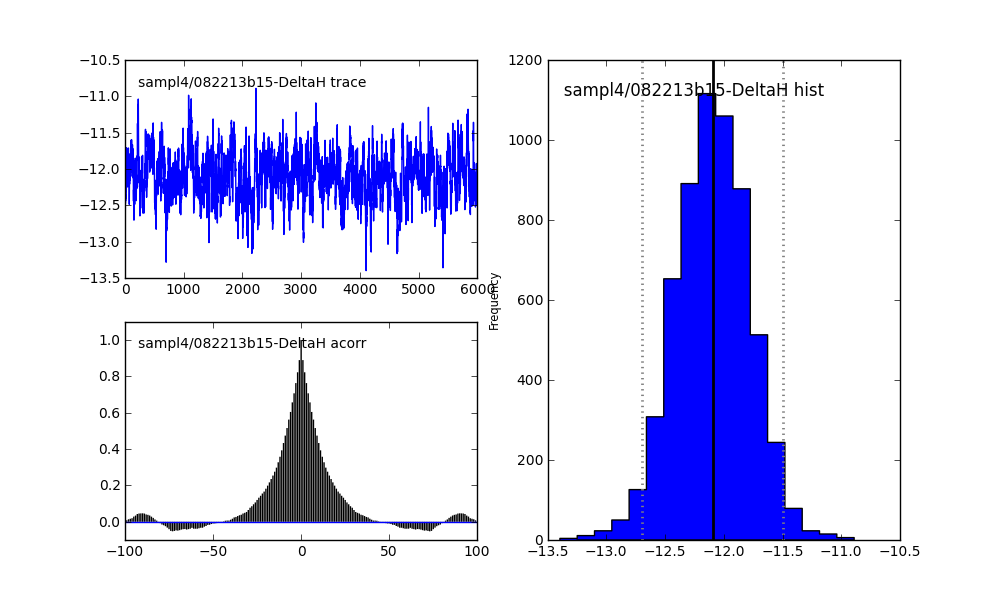 −10.5
−11.0
−11.5
−12.0
−12.5
−13.0
−13.5
sampl4/082213b15-DeltaH trace
0 1000 2000 3000 4000 5000 6000
1.0
0.8
0.6
0.4
0.2
0.0
sampl4/082213b15-DeltaH acorr
−100 −50 0 50 100
Frequency
1200
1000
800
600
400
200
0
sampl4/082213b15-DeltaH hist
−13.5 −13.0 −12.5 −12.0 −11.5 −11.0 −10.5